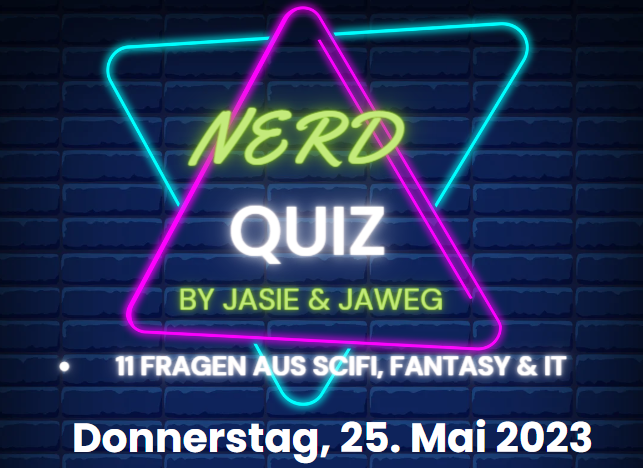 NERD
QUIZ
BY JASIE & JAWEG
• 11 FRAGEN AUS SCIFI, FANTASY & IT
Donnerstag, 25. Mai 2023